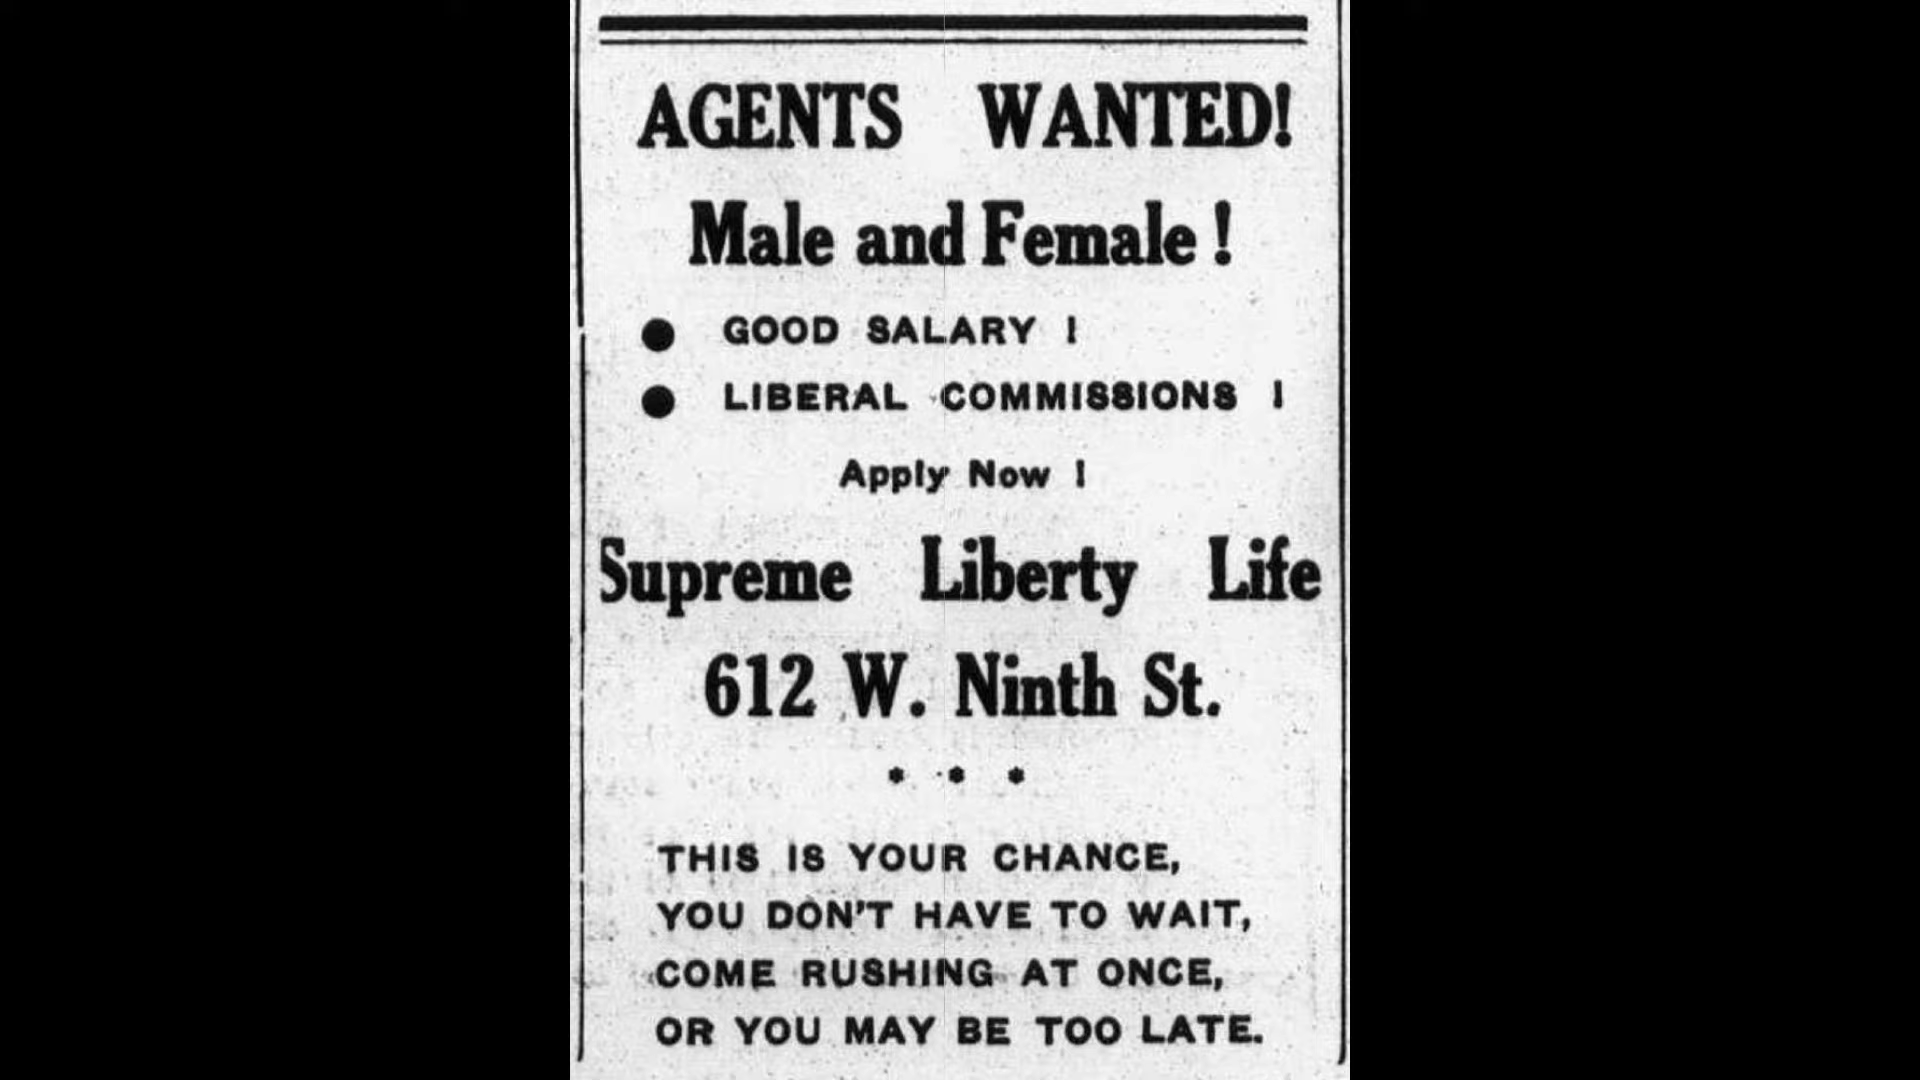 AGENTS WANTED!
Male and Female!
● GOOD SALARY!
● LIBERAL COMMISSIONS!
Apply Now!
Supreme Liberty Life
612 W. Ninth St.
* * *
THIS IS YOUR CHANCE,
YOU DON'T HAVE TO WAIT,
COME RUSHING AT ONCE,
OR YOU MAY BE TOO LATE.